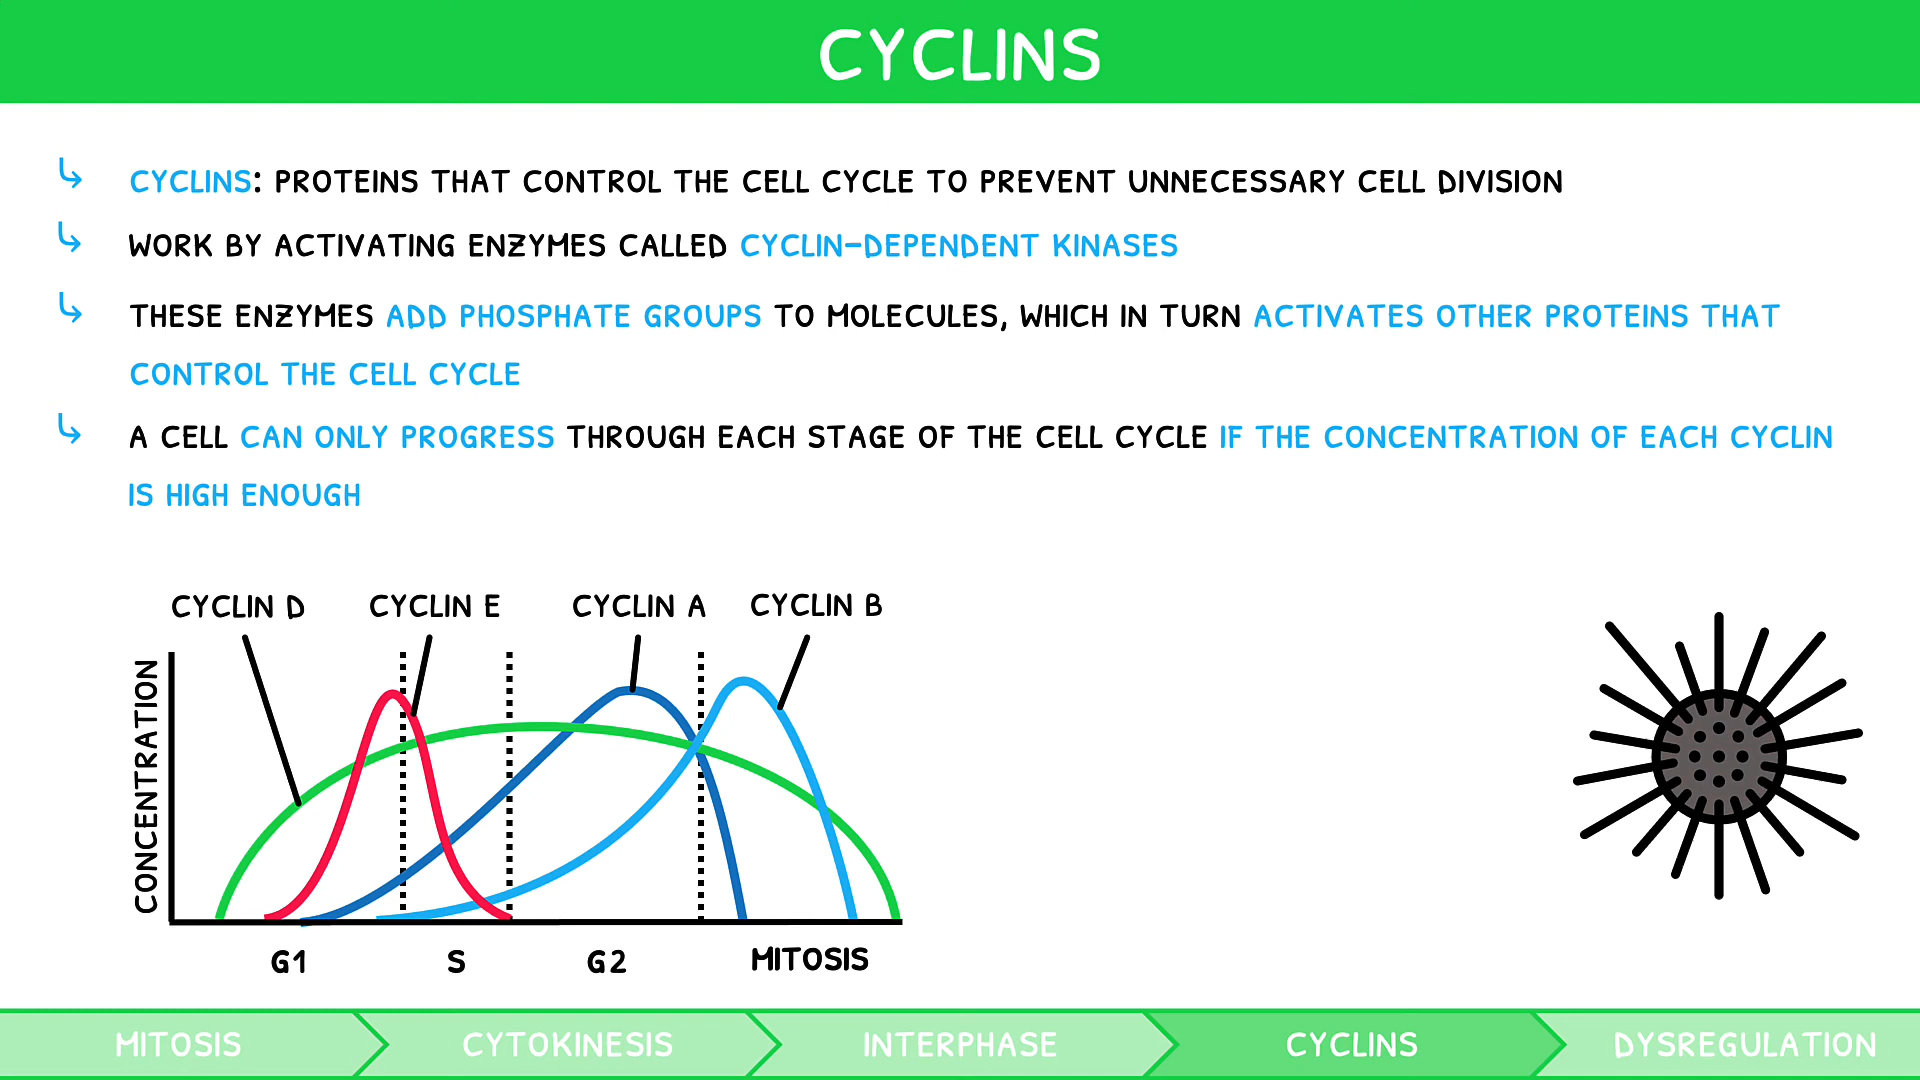 CYCLINS
CYCLINS: PROTEINS THAT CONTROL THE CELL CYCLE TO PREVENT UNNECESSARY CELL DIVISION
WORK BY ACTIVATING ENZYMES CALLED CYCLIN-DEPENDENT KINASES
THESE ENZYMES ADD PHOSPHATE GROUPS TO MOLECULES, WHICH IN TURN ACTIVATES OTHER PROTEINS THAT
CONTROL THE CELL CYCLE
A CELL CAN ONLY PROGRESS THROUGH EACH STAGE OF THE CELL CYCLE IF THE CONCENTRATION OF EACH CYCLIN
IS HIGH ENOUGH
CYCLIN D CYCLIN E CYCLIN A CYCLIN B
CONCENTRATION
G1 S G2 MITOSIS
MITOSIS CYTOKINESIS INTERPHASE CYCLINS DYSREGULATION